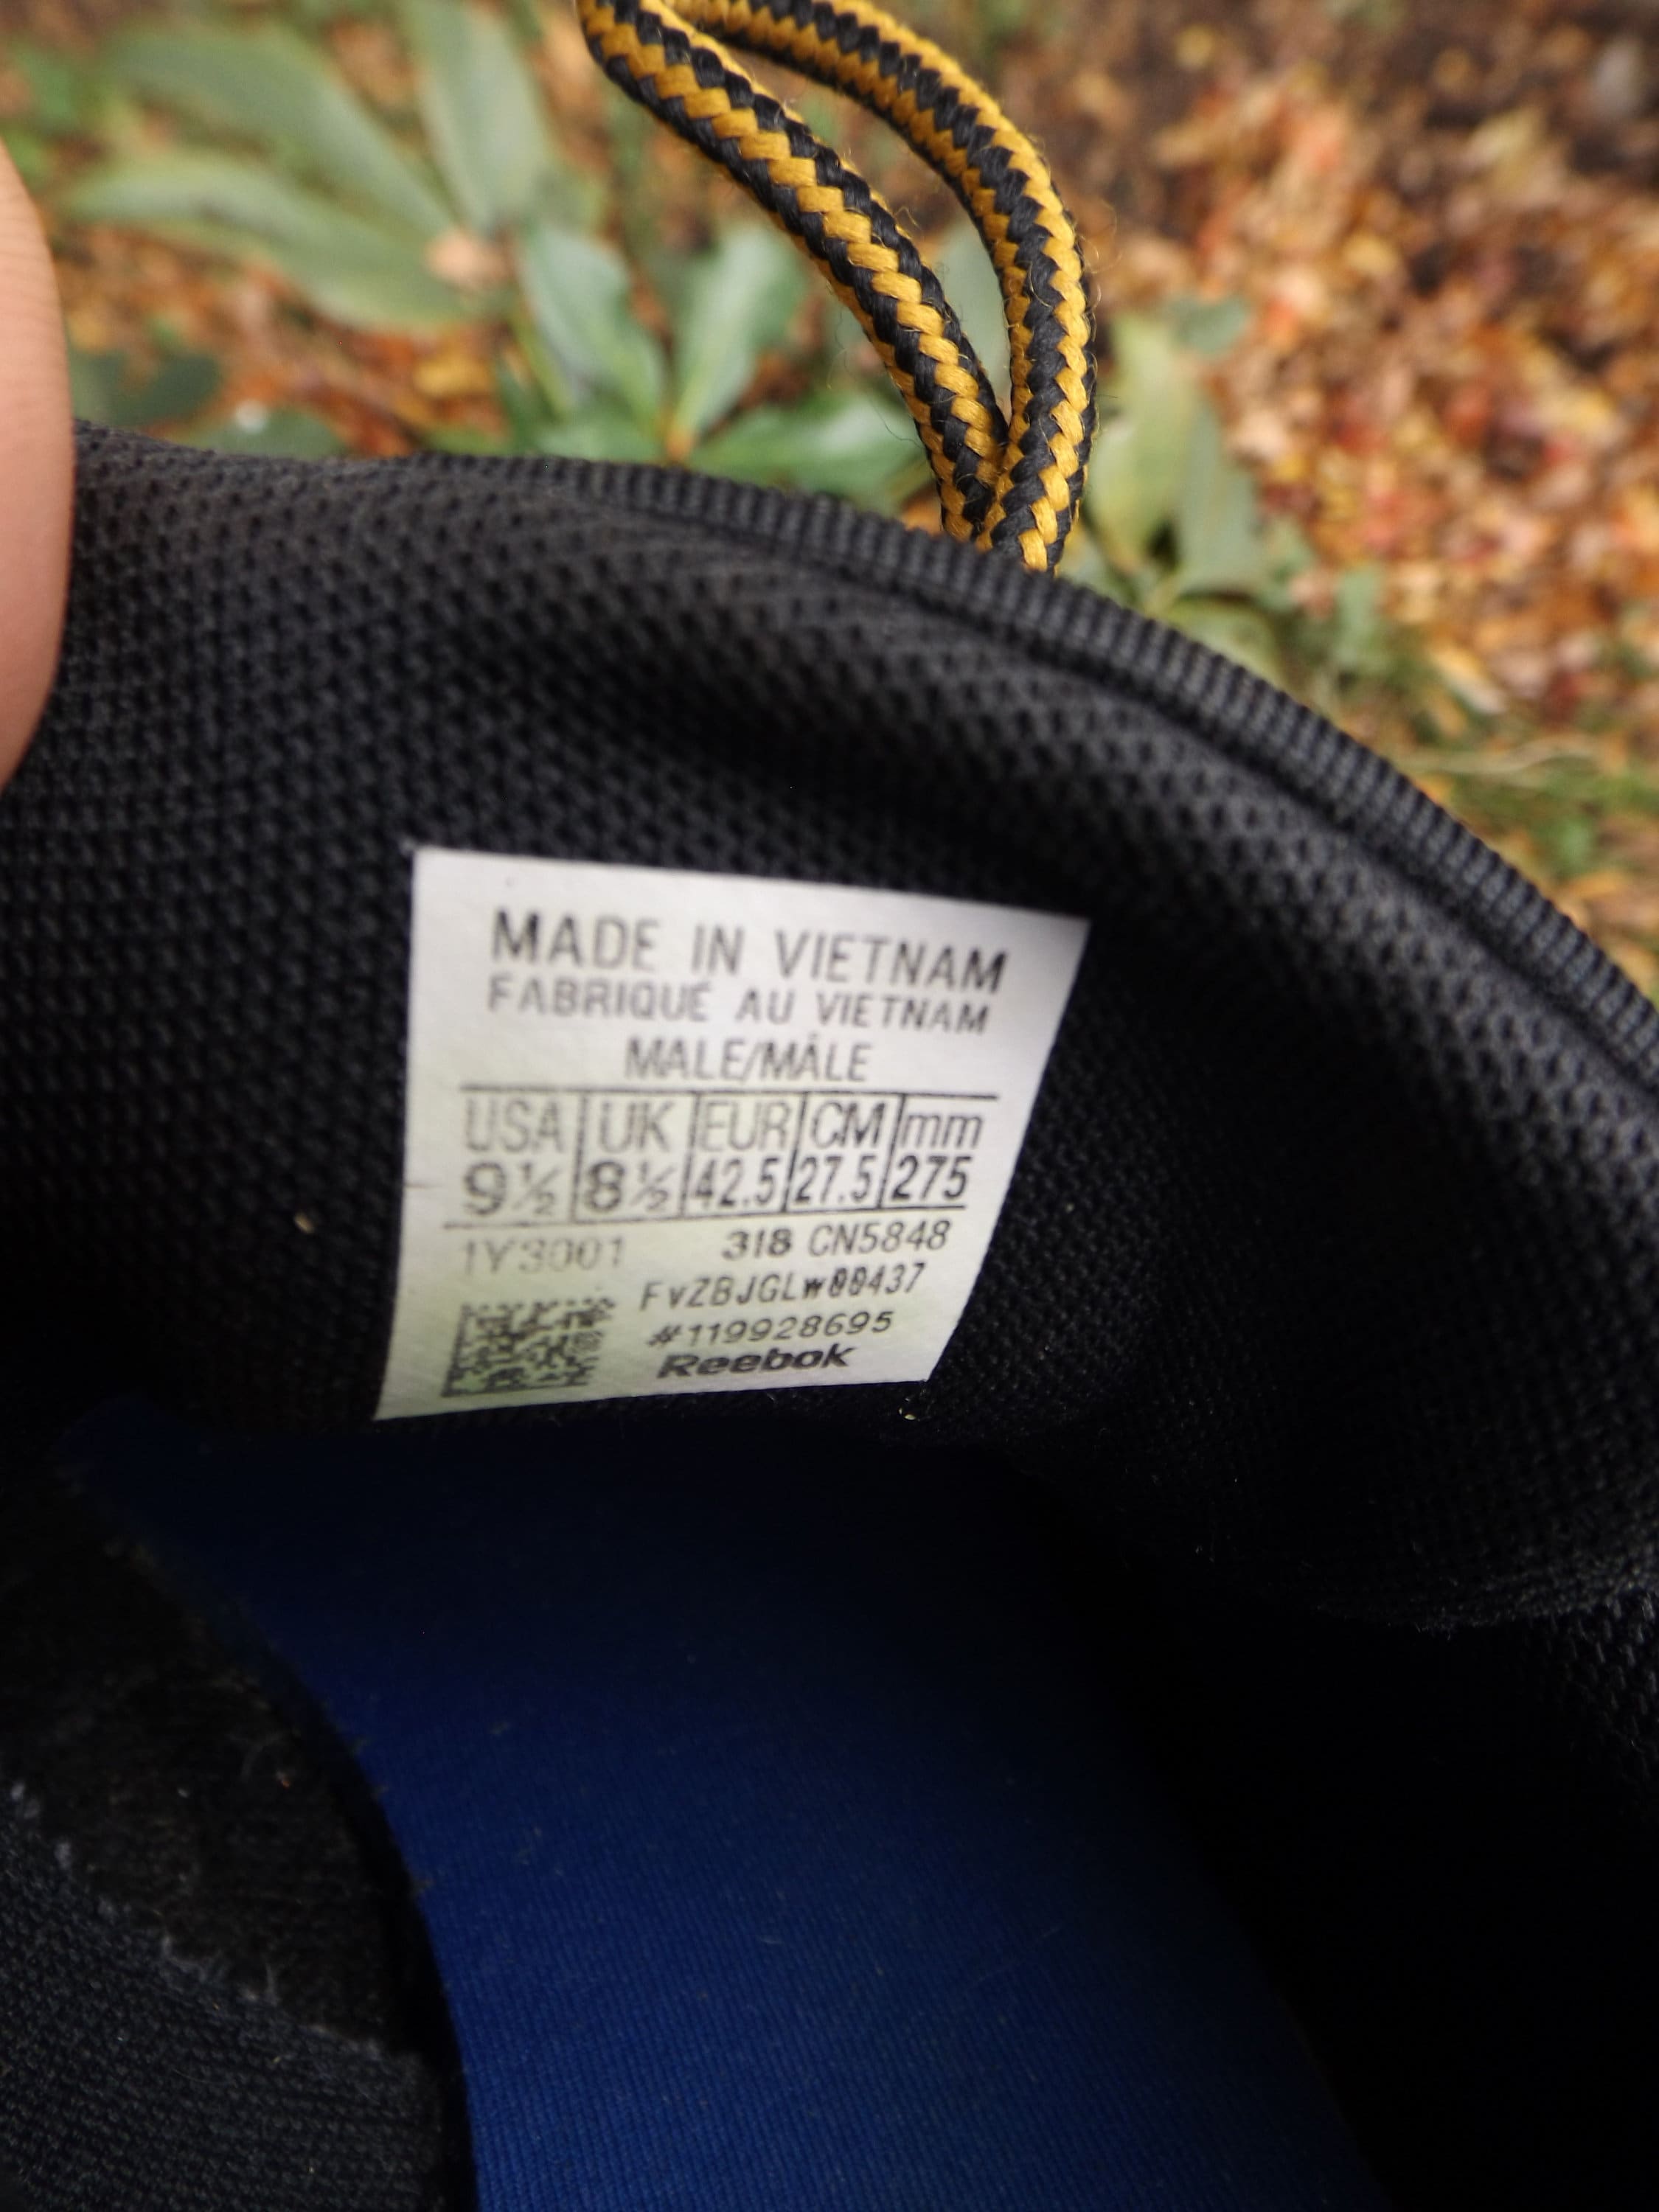 MADE IN VIETNAM
FABRIQUÉ AU VIETNAM
MALE/MÂLE
USA UK EUR CM mm
9½ 8½ 42.5 27.5 275
1Y3001 318 CN5848
FvZBJGLw00437
#119928695
Reebok